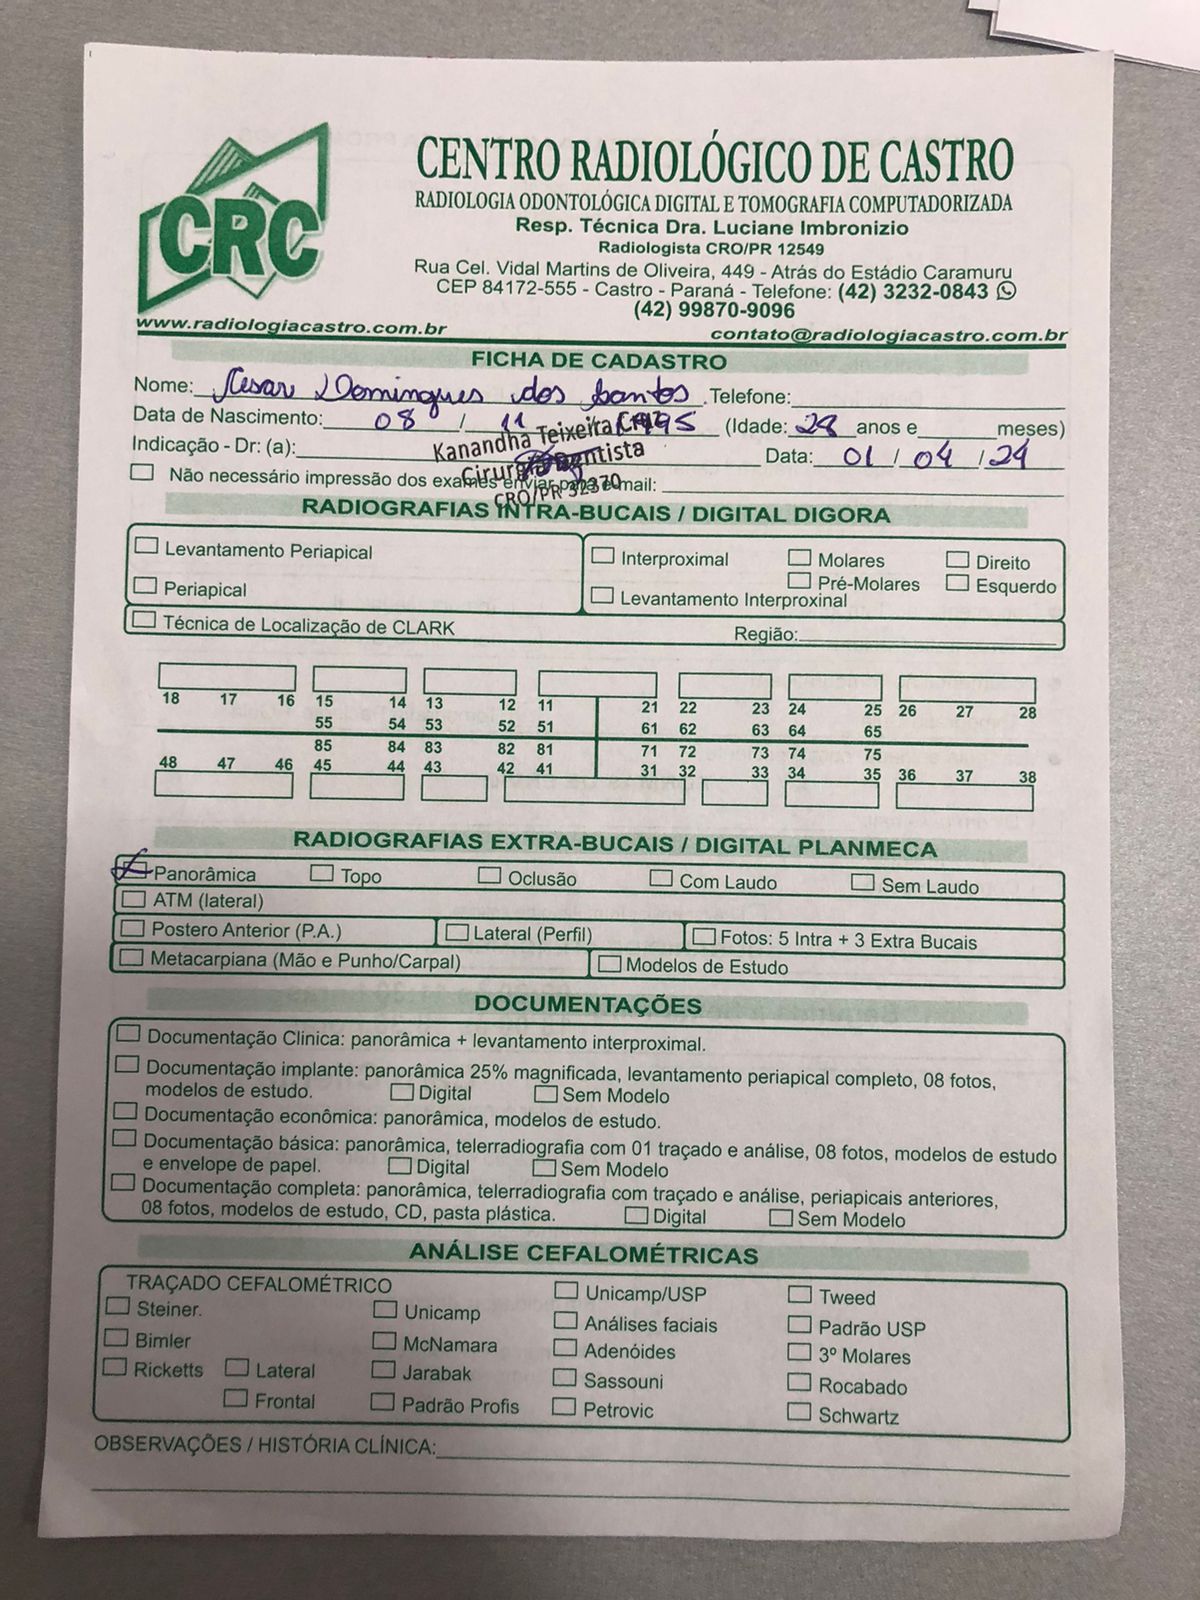 CRC
CENTRO RADIOLÓGICO DE CASTRO
RADIOLOGIA ODONTOLÓGICA DIGITAL E TOMOGRAFIA COMPUTADORIZADA
Resp. Técnica Dra. Luciane Imbronizio
Radiologista CRO/PR 12549
Rua Cel. Vidal Martins de Oliveira, 449 - Atrás do Estádio Caramuru
CEP 84172-555 - Castro - Paraná - Telefone: (42) 3232-0843
(42) 99870-9096
www.radiologiacastro.com.br contato@radiologiacastro.com.br
FICHA DE CADASTRO
Nome: Cesar Domingues dos Santos Telefone:
Data de Nascimento: 08 / 11 / 1995 (Idade: 28 anos e meses)
Kanandha Teixeira Cruz
Indicação - Dr: (a): Data: 01 / 04 / 24
Cirurgiã Dentista
Não necessário impressão dos exames enviar para e-mail:
CRO/PR 32370
RADIOGRAFIAS INTRA-BUCAIS / DIGITAL DIGORA
Levantamento Periapical Interproximal Molares Direito
Periapical Pré-Molares Esquerdo
Levantamento Interproxinal
Técnica de Localização de CLARK Região:
18 17 16 15 14 13 12 11 21 22 23 24 25 26 27 28
55 54 53 52 51 61 62 63 64 65
85 84 83 82 81 71 72 73 74 75
48 47 46 45 44 43 42 41 31 32 33 34 35 36 37 38
RADIOGRAFIAS EXTRA-BUCAIS / DIGITAL PLANMECA
Panorâmica Topo Oclusão Com Laudo Sem Laudo
ATM (lateral)
Postero Anterior (P.A.) Lateral (Perfil) Fotos: 5 Intra + 3 Extra Bucais
Metacarpiana (Mão e Punho/Carpal) Modelos de Estudo
DOCUMENTAÇÕES
Documentação Clinica: panorâmica + levantamento interproximal.
Documentação implante: panorâmica 25% magnificada, levantamento periapical completo, 08 fotos,
modelos de estudo. Digital Sem Modelo
Documentação econômica: panorâmica, modelos de estudo.
Documentação básica: panorâmica, telerradiografia com 01 traçado e análise, 08 fotos, modelos de estudo
e envelope de papel. Digital Sem Modelo
Documentação completa: panorâmica, telerradiografia com traçado e análise, periapicais anteriores,
08 fotos, modelos de estudo, CD, pasta plástica. Digital Sem Modelo
ANÁLISE CEFALOMÉTRICAS
TRAÇADO CEFALOMÉTRICO Unicamp/USP Tweed
Steiner. Unicamp Análises faciais Padrão USP
Bimler McNamara Adenóides 3º Molares
Ricketts Lateral Jarabak Sassouni Rocabado
Frontal Padrão Profis Petrovic Schwartz
OBSERVAÇÕES / HISTÓRIA CLÍNICA: